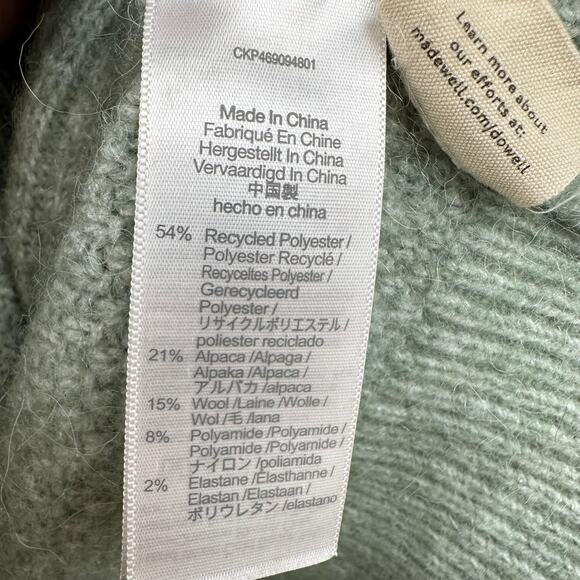 CKP469094801
Made In China
Fabriqué En Chine
Hergestellt In China
Vervaardigd In China
中国製
hecho en china
54% Recycled Polyester /
Polyester Recyclé /
Recyceltes Polyester /
Gerecycleerd
Polyester /
リサイクルポリエステル /
poliester reciclado
21% Alpaca /Alpaga /
Alpaka /Alpaca /
アルパカ /alpaca
15% Wool /Laine /Wolle /
Wol /毛 /lana
8% Polyamide /Polyamide /
Polyamide /Polyamide /
ナイロン /poliamida
2% Elastane /Elasthanne /
Elastan /Elastaan /
ポリウレタン /elastano
Learn more about
our efforts at:
madewell.com/dowell